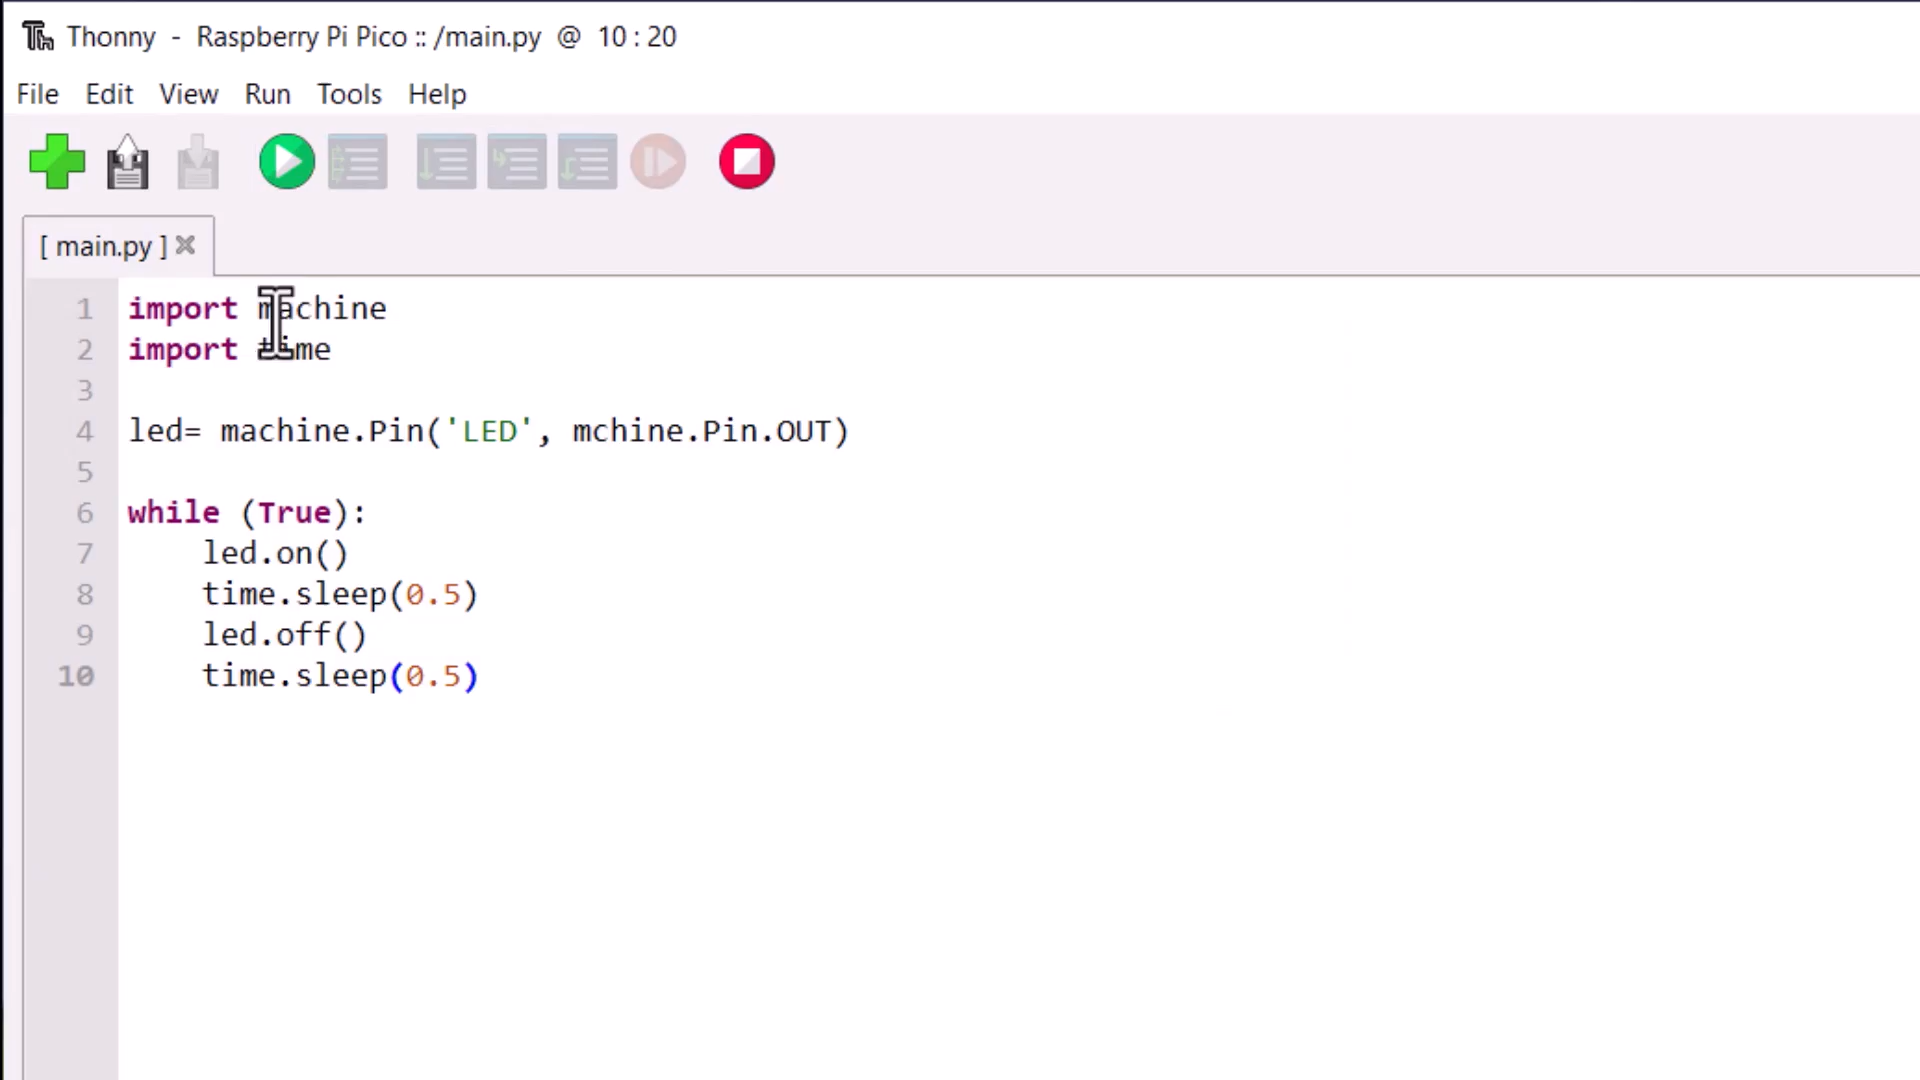 Th Thonny - Raspberry Pi Pico :: /main.py @ 10 : 20
File Edit View Run Tools Help
[ main.py ] ×
1 import machine
2 import time
3
4 led= machine.Pin('LED', mchine.Pin.OUT)
5
6 while (True):
7 led.on()
8 time.sleep(0.5)
9 led.off()
10 time.sleep(0.5)